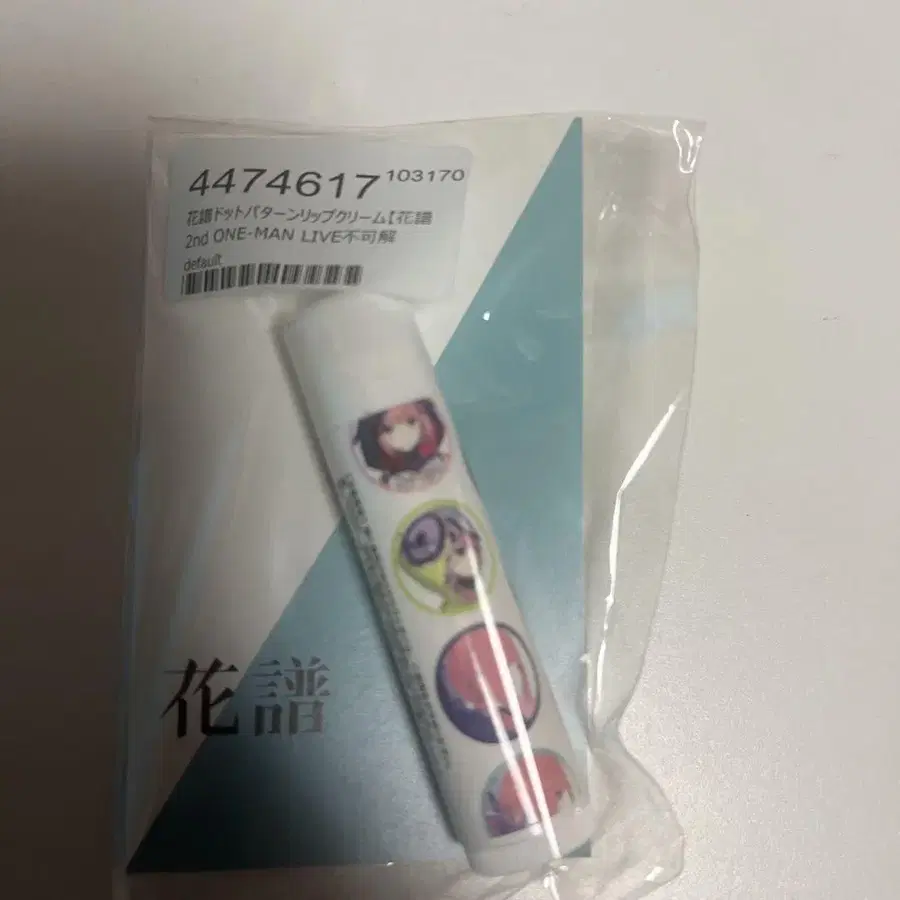 4474617 103170
花譜ドットパターンリップクリーム【花譜
2nd ONE-MAN LIVE不可解
default
花譜